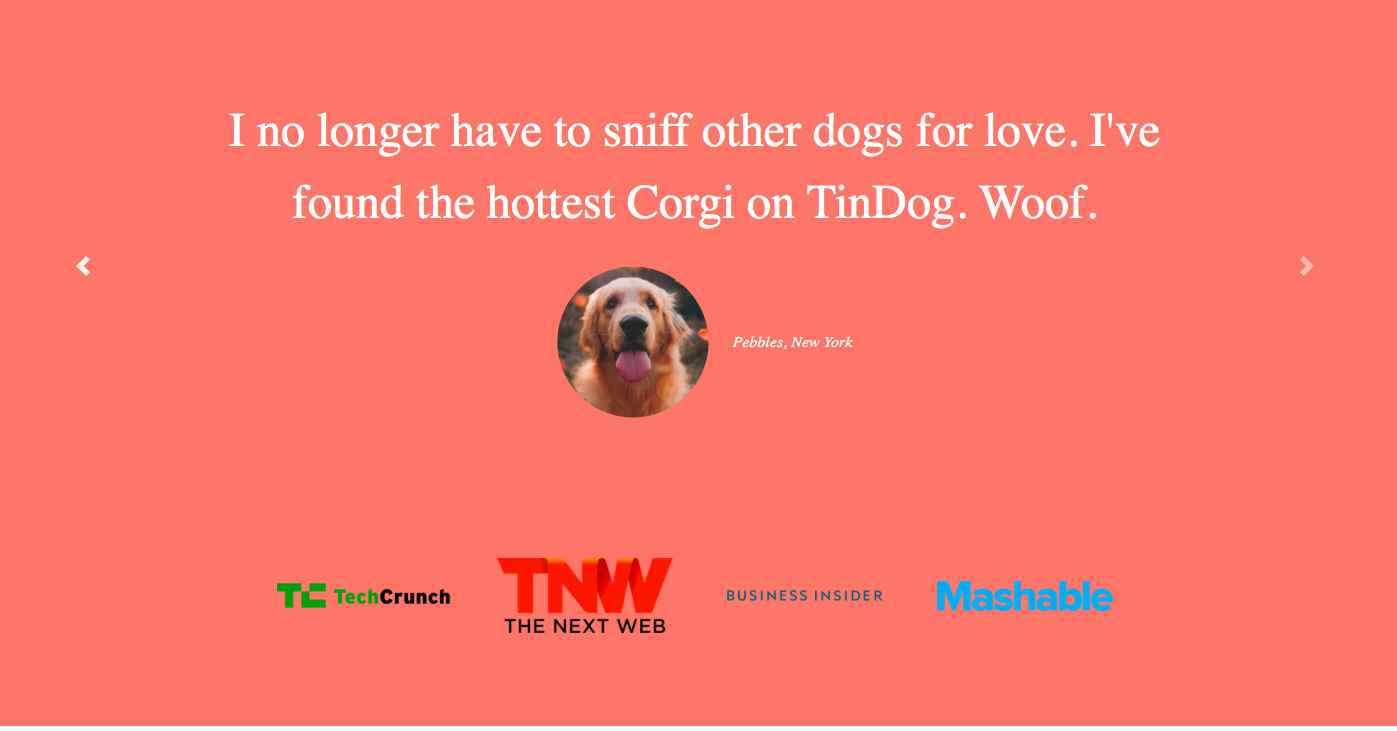 I no longer have to sniff other dogs for love. I've
found the hottest Corgi on TinDog. Woof.
Pebbles, New York
TC TechCrunch
TNW
THE NEXT WEB
BUSINESS INSIDER
Mashable